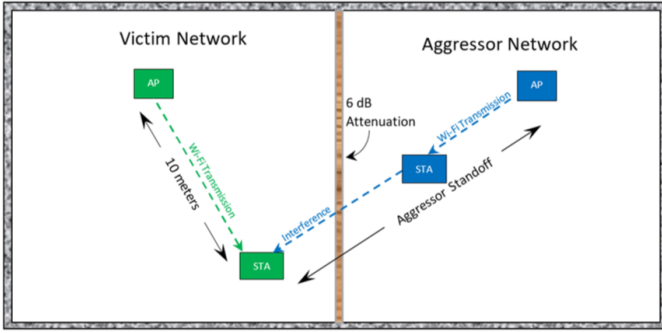 Victim Network
Aggressor Network
AP
AP
6 dB
Attenuation
Wi-Fi Transmission
Wi-Fi Transmission
10 meters
STA
Aggressor Standoff
Interference
STA